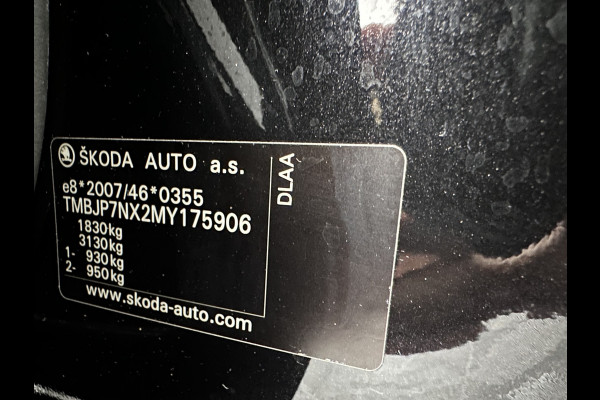 ŠKODA AUTO a.s.
e8*2007/46*0355
TMBJP7NX2MY175906
1830kg
3130kg
1- 930kg
2- 950kg
www.skoda-auto.com
DLAA